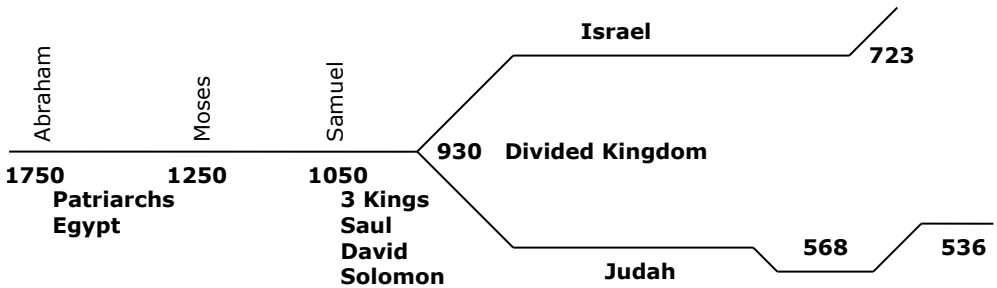 Israel
723
Abraham
Moses
Samuel
930 Divided Kingdom
1750
1250
1050
Patriarchs
Egypt
3 Kings
Saul
David
Solomon
568
536
Judah